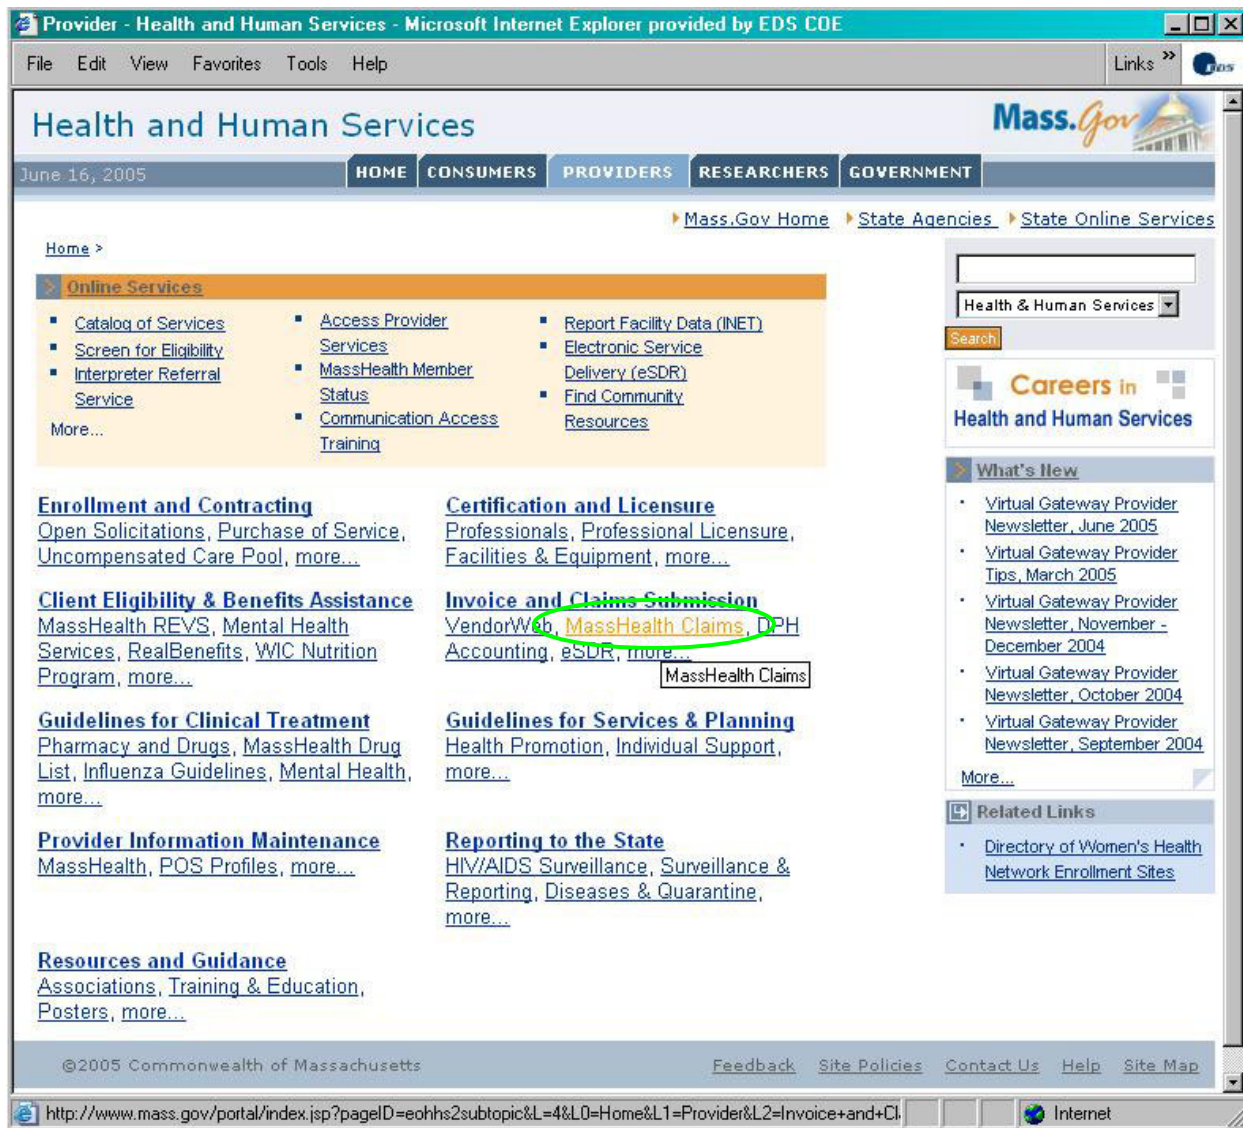 Provider - Health and Human Services - Microsoft Internet Explorer provided by EDS COE
File Edit View Favorites Tools Help Links »
EDS
Health and Human Services
Mass.Gov
June 16, 2005
HOME CONSUMERS PROVIDERS RESEARCHERS GOVERNMENT
Mass.Gov Home State Agencies State Online Services
Home >
Online Services
Catalog of Services
Screen for Eligibility
Interpreter Referral
Service
More...
Access Provider
Services
MassHealth Member
Status
Communication Access
Training
Report Facility Data (INET)
Electronic Service
Delivery (eSDR)
Find Community
Resources
Enrollment and Contracting
Open Solicitations, Purchase of Service,
Uncompensated Care Pool, more...
Certification and Licensure
Professionals, Professional Licensure,
Facilities & Equipment, more...
Client Eligibility & Benefits Assistance
MassHealth REVS, Mental Health
Services, RealBenefits, WIC Nutrition
Program, more...
Invoice and Claims Submission
VendorWeb, MassHealth Claims, DPH
Accounting, eSDR, more...
MassHealth Claims
Guidelines for Clinical Treatment
Pharmacy and Drugs, MassHealth Drug
List, Influenza Guidelines, Mental Health,
more...
Guidelines for Services & Planning
Health Promotion, Individual Support,
more...
Provider Information Maintenance
MassHealth, POS Profiles, more...
Reporting to the State
HIV/AIDS Surveillance, Surveillance &
Reporting, Diseases & Quarantine,
more...
Resources and Guidance
Associations, Training & Education,
Posters, more...
Health & Human Services
Search
Careers in
Health and Human Services
What's New
Virtual Gateway Provider
Newsletter, June 2005
Virtual Gateway Provider
Tips, March 2005
Virtual Gateway Provider
Newsletter, November -
December 2004
Virtual Gateway Provider
Newsletter, October 2004
Virtual Gateway Provider
Newsletter, September 2004
More...
Related Links
Directory of Women's Health
Network Enrollment Sites
©2005 Commonwealth of Massachusetts
Feedback Site Policies Contact Us Help Site Map
http://www.mass.gov/portal/index.jsp?pageID=eohhs2subtopic&L=4&L0=Home&L1=Provider&L2=Invoice+and+Cl
Internet